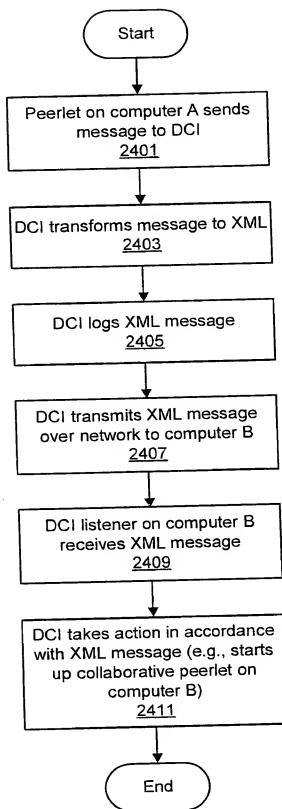 Start
Peerlet on computer A sends
message to DCI
2401
DCI transforms message to XML
2403
DCI logs XML message
2405
DCI transmits XML message
over network to computer B
2407
DCI listener on computer B
receives XML message
2409
DCI takes action in accordance
with XML message (e.g., starts
up collaborative peerlet on
computer B)
2411
End